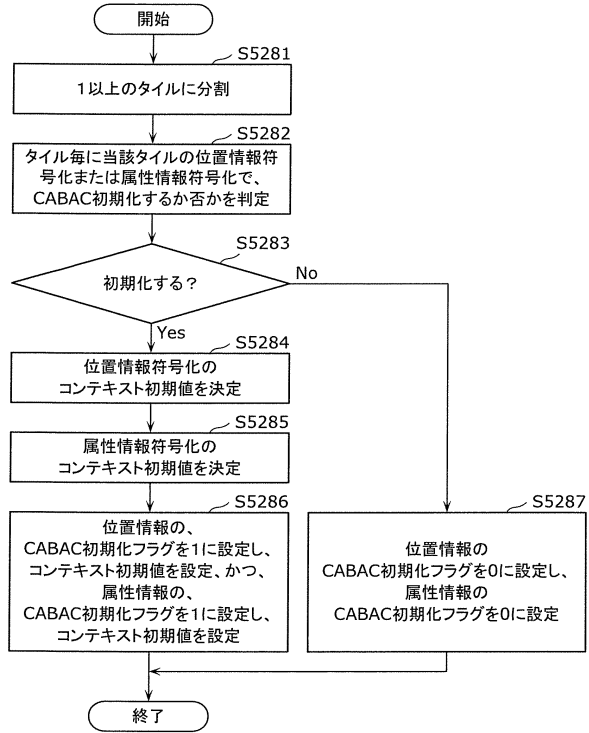 開始
S5281
1以上のタイルに分割
S5282
タイル毎に当該タイルの位置情報符
号化または属性情報符号化で、
CABAC初期化するか否かを判定
S5283
初期化する？
No
Yes
S5284
位置情報符号化の
コンテキスト初期値を決定
S5285
属性情報符号化の
コンテキスト初期値を決定
S5286
位置情報の、
CABAC初期化フラグを1に設定し、
コンテキスト初期値を設定、かつ、
属性情報の、
CABAC初期化フラグを1に設定し、
コンテキスト初期値を設定
S5287
位置情報の
CABAC初期化フラグを0に設定し、
属性情報の
CABAC初期化フラグを0に設定
終了